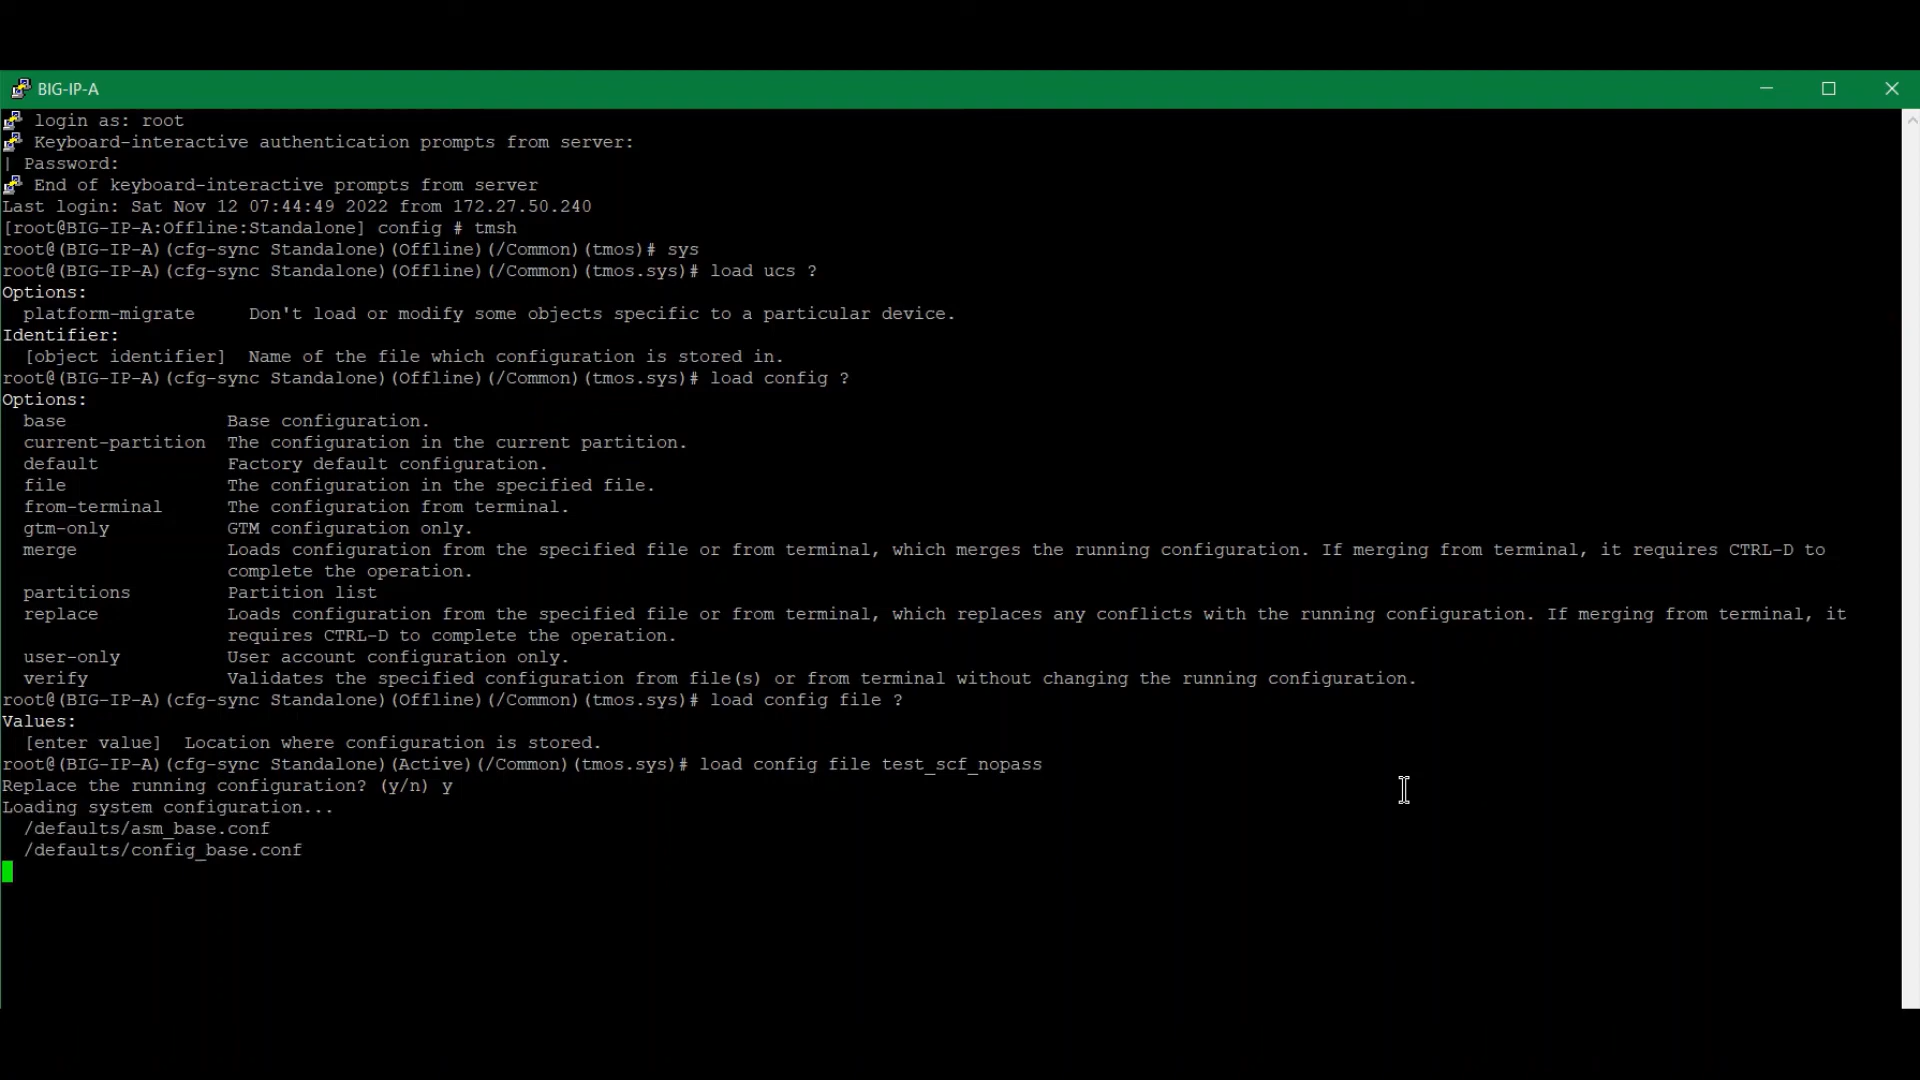 BIG-IP-A
login as: root
Keyboard-interactive authentication prompts from server:
| Password:
End of keyboard-interactive prompts from server
Last login: Sat Nov 12 07:44:49 2022 from 172.27.50.240
[root@BIG-IP-A:Offline:Standalone] config # tmsh
root@(BIG-IP-A)(cfg-sync Standalone)(Offline)(/Common)(tmos)# sys
root@(BIG-IP-A)(cfg-sync Standalone)(Offline)(/Common)(tmos.sys)# load ucs ?
Options:
  platform-migrate     Don't load or modify some objects specific to a particular device.
Identifier:
  [object identifier]  Name of the file which configuration is stored in.
root@(BIG-IP-A)(cfg-sync Standalone)(Offline)(/Common)(tmos.sys)# load config ?
Options:
  base               Base configuration.
  current-partition  The configuration in the current partition.
  default            Factory default configuration.
  file               The configuration in the specified file.
  from-terminal      The configuration from terminal.
  gtm-only           GTM configuration only.
  merge              Loads configuration from the specified file or from terminal, which merges the running configuration. If merging from terminal, it requires CTRL-D to
                     complete the operation.
  partitions         Partition list
  replace            Loads configuration from the specified file or from terminal, which replaces any conflicts with the running configuration. If merging from terminal, it
                     requires CTRL-D to complete the operation.
  user-only          User account configuration only.
  verify             Validates the specified configuration from file(s) or from terminal without changing the running configuration.
root@(BIG-IP-A)(cfg-sync Standalone)(Offline)(/Common)(tmos.sys)# load config file ?
Values:
  [enter value]  Location where configuration is stored.
root@(BIG-IP-A)(cfg-sync Standalone)(Active)(/Common)(tmos.sys)# load config file test_scf_nopass
Replace the running configuration? (y/n) y
Loading system configuration...
  /defaults/asm_base.conf
  /defaults/config_base.conf